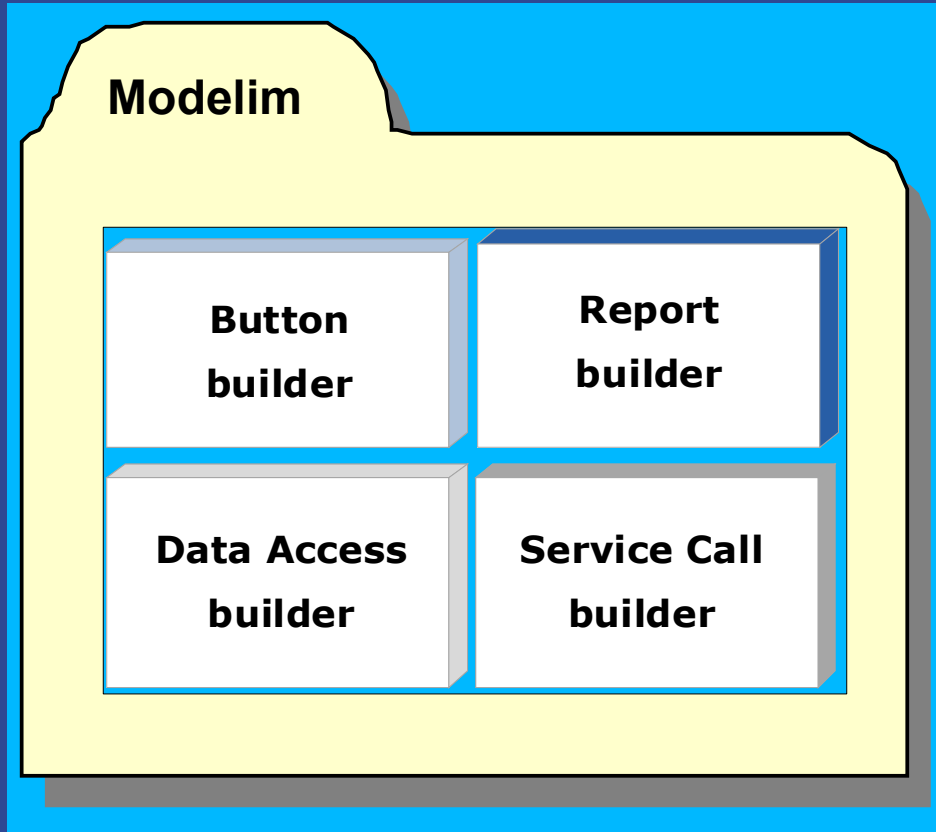 Modelim
Button
builder
Report
builder
Data Access
builder
Service Call
builder